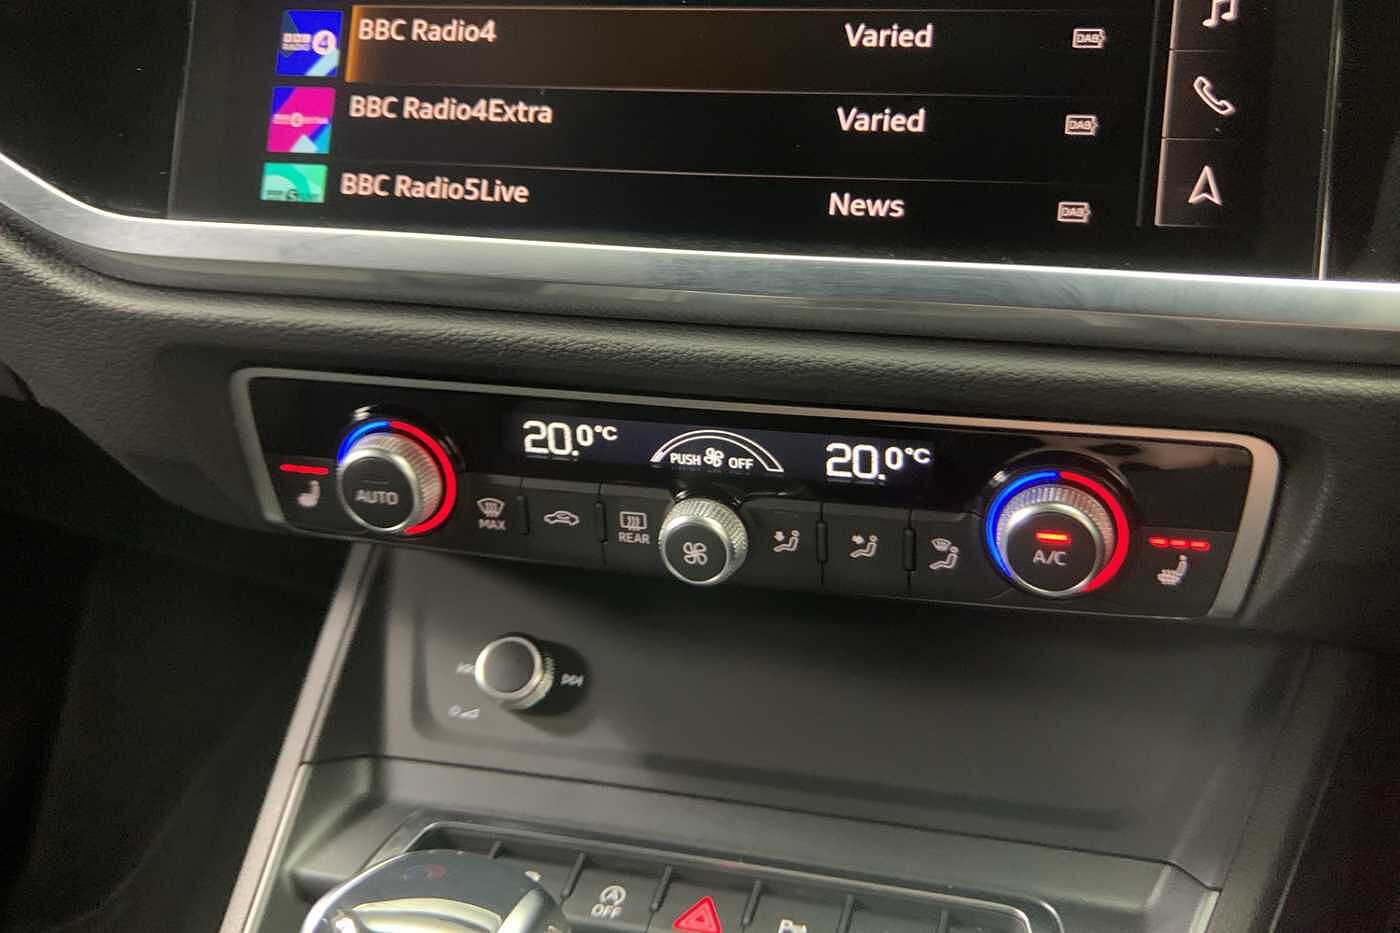 BBC Radio4 Varied DAB
BBC Radio4Extra Varied DAB
BBC Radio5Live News DAB
20.0°C PUSH OFF 20.0°C
AUTO MAX REAR A/C
OFF